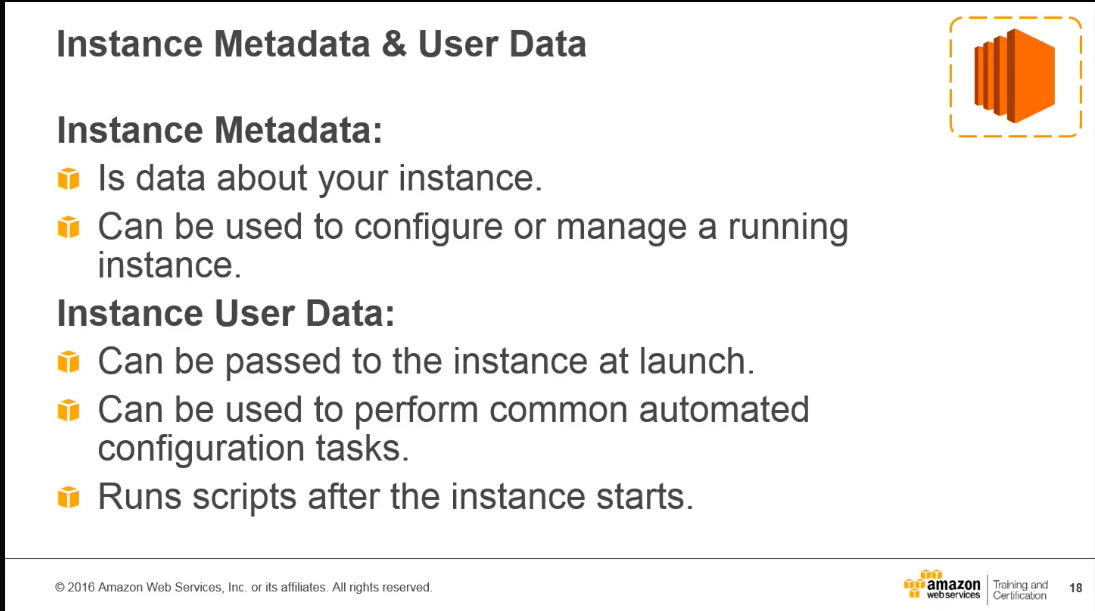 Instance Metadata & User Data
Instance Metadata:
Is data about your instance.
Can be used to configure or manage a running
instance.
Instance User Data:
Can be passed to the instance at launch.
Can be used to perform common automated
configuration tasks.
Runs scripts after the instance starts.
© 2016 Amazon Web Services, Inc. or its affiliates. All rights reserved.
amazon
webservices
Training and
Certification
18